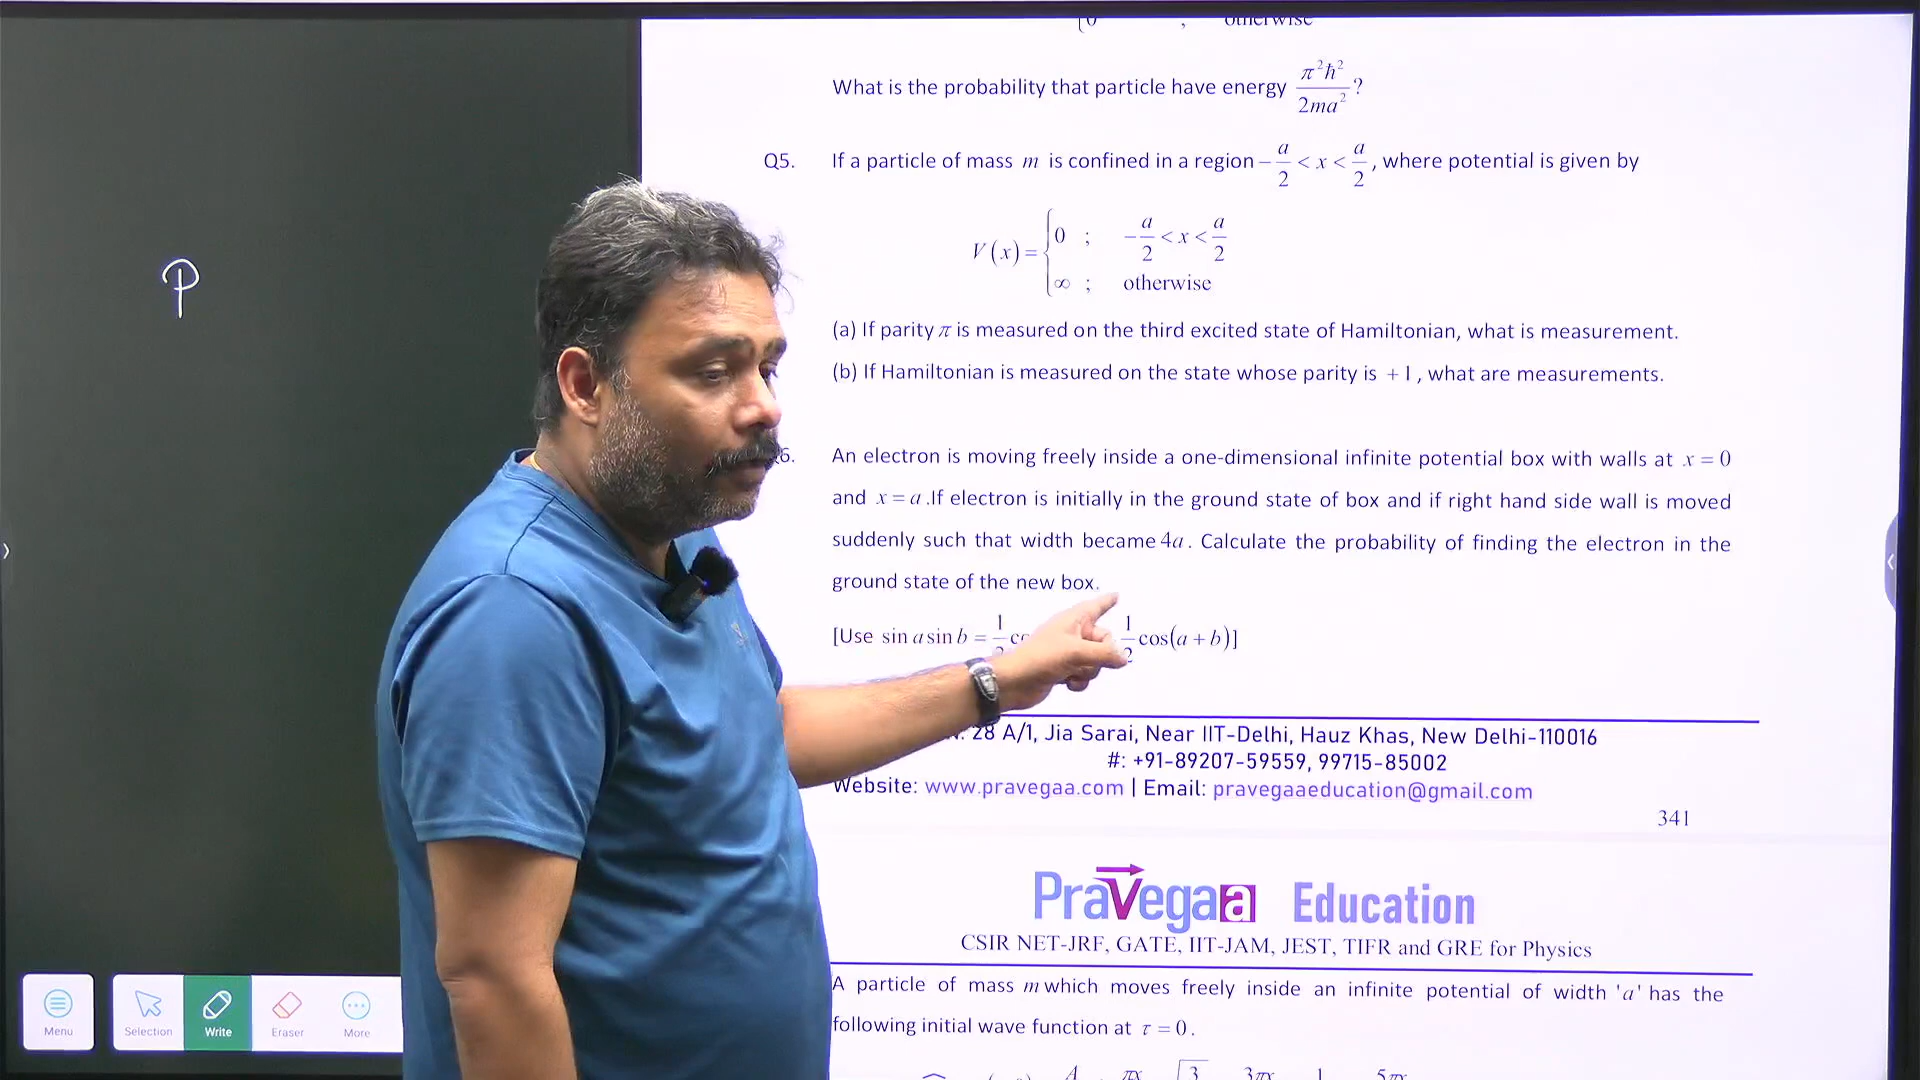 otherwise
What is the probability that particle have energy π²ħ² / 2ma² ?
Q5. If a particle of mass m is confined in a region −a/2 < x < a/2, where potential is given by
V(x) = { 0 ; −a/2 < x < a/2
∞ ; otherwise
P
(a) If parity π is measured on the third excited state of Hamiltonian, what is measurement.
(b) If Hamiltonian is measured on the state whose parity is +1, what are measurements.
6. An electron is moving freely inside a one-dimensional infinite potential box with walls at x = 0
and x = a .If electron is initially in the ground state of box and if right hand side wall is moved
suddenly such that width became 4a. Calculate the probability of finding the electron in the
ground state of the new box.
[Use sin a sin b = 1/2 1/2 cos(a + b)]
28 A/1, Jia Sarai, Near IIT-Delhi, Hauz Khas, New Delhi-110016
#: +91-89207-59559, 99715-85002
Website: www.pravegaa.com | Email: pravegaaeducation@gmail.com
341
Pravegaa Education
CSIR NET-JRF, GATE, IIT-JAM, JEST, TIFR and GRE for Physics
A particle of mass m which moves freely inside an infinite potential of width 'a' has the
following initial wave function at τ = 0.
Menu Selection Write Eraser More